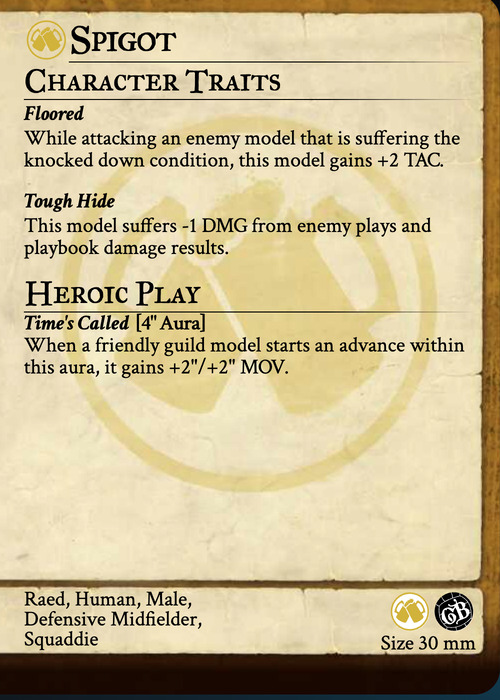 Spigot
Character Traits
Floored
While attacking an enemy model that is suffering the
knocked down condition, this model gains +2 TAC.
Tough Hide
This model suffers -1 DMG from enemy plays and
playbook damage results.
Heroic Play
Time's Called [4" Aura]
When a friendly guild model starts an advance within
this aura, it gains +2"/+2" MOV.
Raed, Human, Male,
Defensive Midfielder,
Squaddie
GB
Size 30 mm